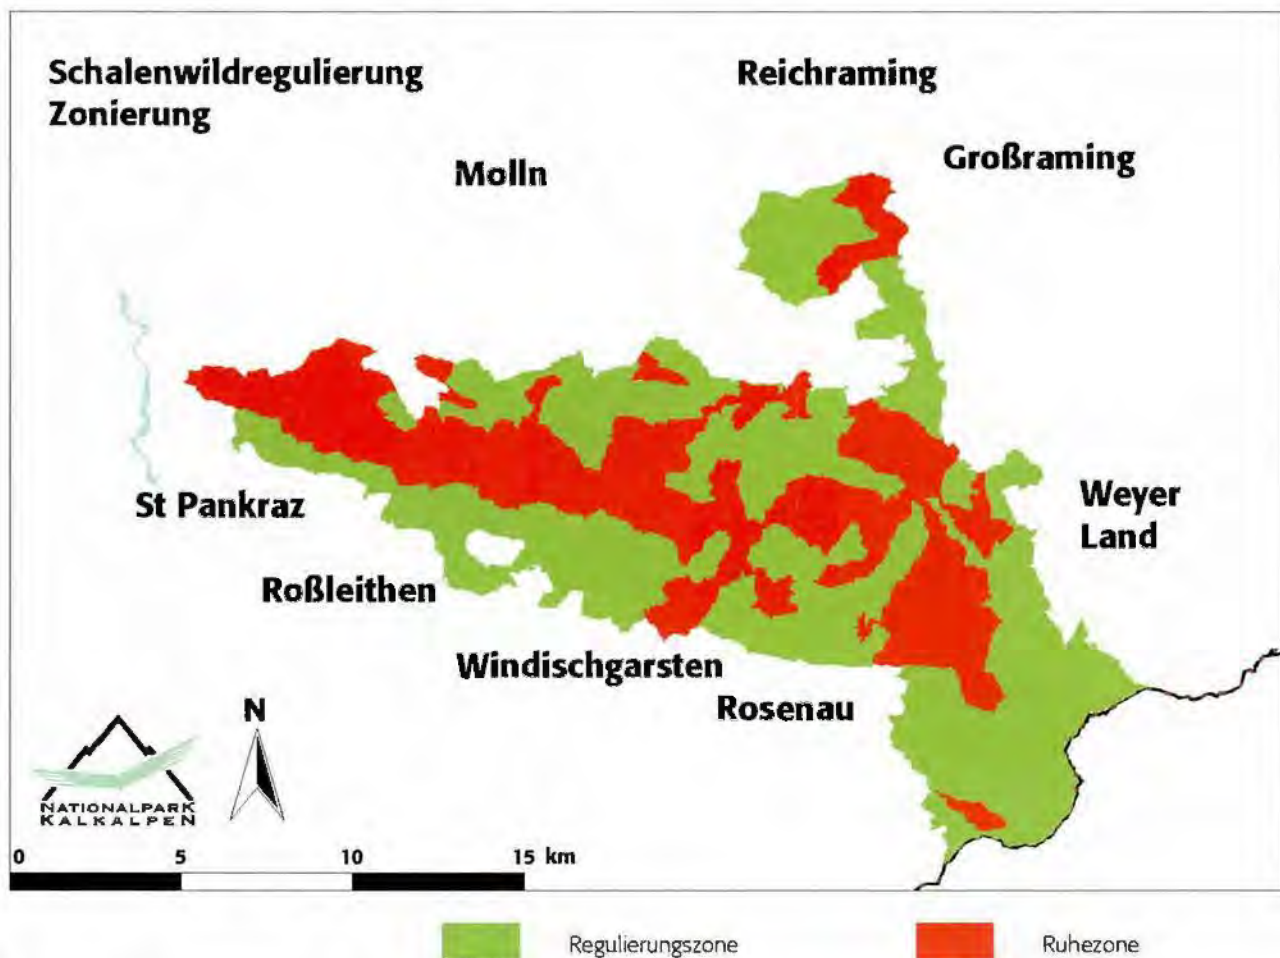 Schalenwildregulierung
Zonierung
Reichraming
Großraming
Molln
St Pankraz
Weyer
Land
Roßleithen
Windischgarsten
Rosenau
N
NATIONALPARK
KALKALPEN
0 5 10 15 km
Regulierungszone
Ruhezone